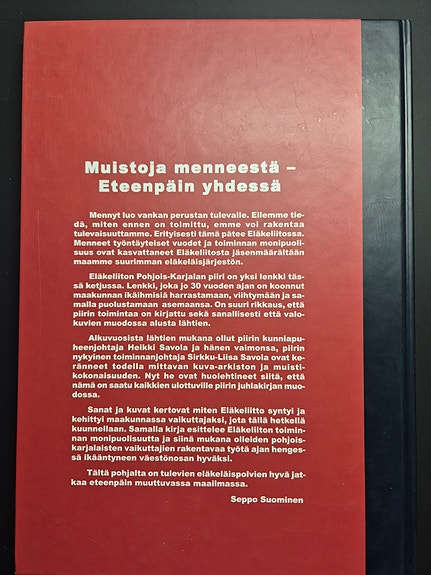 Muistoja menneestä –
Eteenpäin yhdessä
Mennyt luo vankan perustan tulevalle. Ellemme tie-
dä, miten ennen on toimittu, emme voi rakentaa
tulevaisuuttamme. Erityisesti tämä pätee Eläkeliitossa.
Menneet työntäyteiset vuodet ja toiminnan monipuoli-
suus ovat kasvattaneet Eläkeliitosta jäsenmäärältään
maamme suurimman eläkeläisjärjestön.
Eläkeliiton Pohjois-Karjalan piiri on yksi lenkki täs-
sä ketjussa. Lenkki, joka jo 30 vuoden ajan on koonnut
maakunnan ikäihmisiä harrastamaan, viihtymään ja sa-
malla puolustamaan asemaansa. On suuri rikkaus, että
piirin toimintaa on kirjattu sekä sanallisesti että valo-
kuvien muodossa alusta lähtien.
Alkuvuosista lähtien mukana ollut piirin kunniapu-
heenjohtaja Heikki Savola ja hänen vaimonsa, piirin
nykyinen toiminnanjohtaja Sirkku-Liisa Savola ovat ke-
ränneet todella mittavan kuva-arkiston ja muisti-
kokonaisuuden. Nyt he ovat huolehtineet siitä, että
nämä on saatu kaikkien ulottuville piirin juhlakirjan muo-
dossa.
Sanat ja kuvat kertovat miten Eläkeliitto syntyi ja
kehittyi maakunnassa vaikuttajaksi, jota tällä hetkellä
kuunnellaan. Samalla kirja esittelee Eläkeliiton toimin-
nan monipuolisuutta ja siinä mukana olleiden pohjois-
karjalaisten vaikuttajien rakentavaa työtä ajan henges-
sä ikääntyneen väestönosan hyväksi.
Tältä pohjalta on tulevien eläkeläispolvien hyvä jat-
kaa eteenpäin muuttuvassa maailmassa.
Seppo Suominen